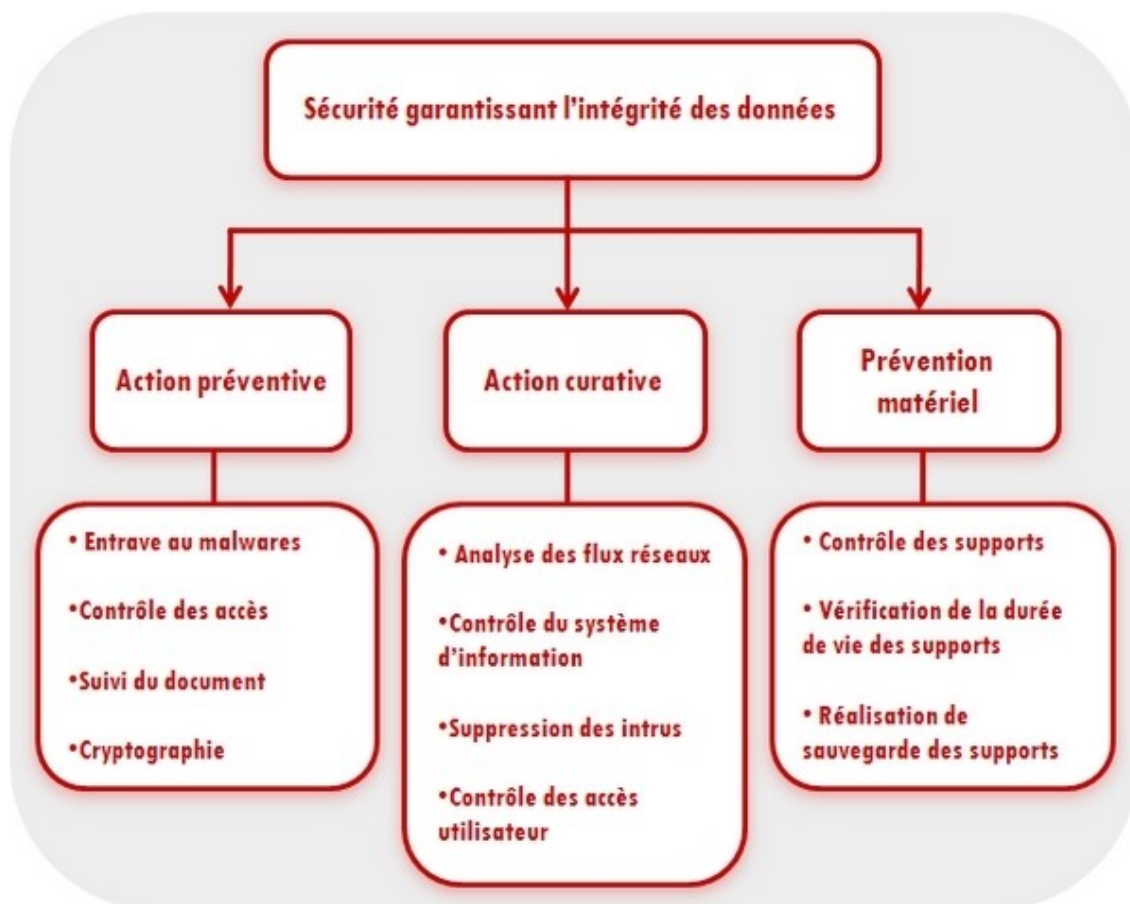 Sécurité garantissant l'intégrité des données
Action préventive
Action curative
Prévention
matériel
• Entrave au malwares
•Contrôle des accès
•Suivi du document
•Cryptographie
• Analyse des flux réseaux
•Contrôle du système
d'information
•Suppression des intrus
•Contrôle des accès
utilisateur
• Contrôle des supports
• Vérification de la durée
de vie des supports
• Réalisation de
sauvegarde des supports